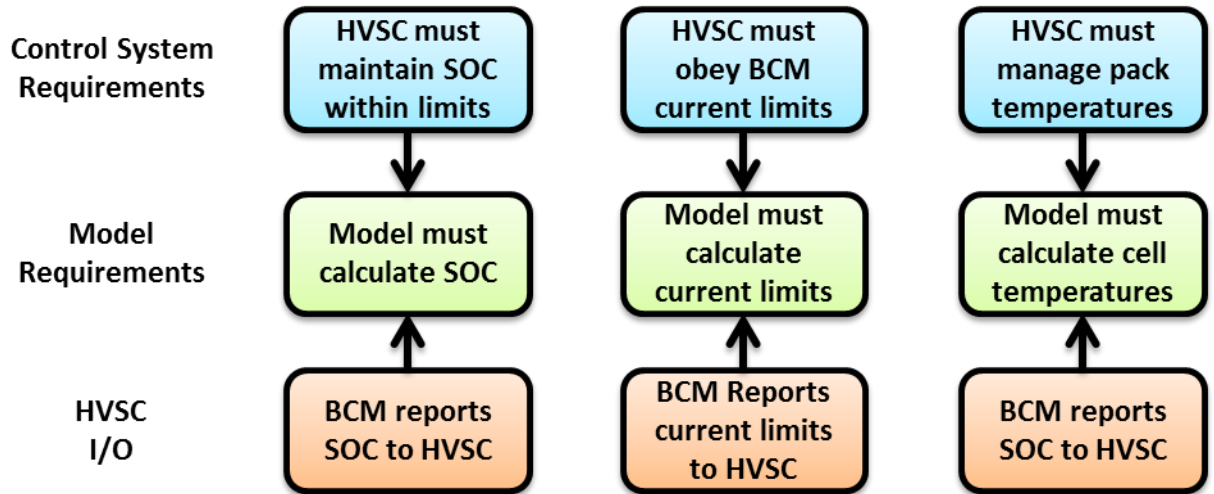 Control System
Requirements
HVSC must
maintain SOC
within limits
HVSC must
obey BCM
current limits
HVSC must
manage pack
temperatures
Model
Requirements
Model must
calculate SOC
Model must
calculate
current limits
Model must
calculate cell
temperatures
HVSC
I/O
BCM reports
SOC to HVSC
BCM Reports
current limits
to HVSC
BCM reports
SOC to HVSC